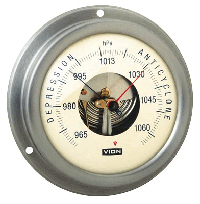 hPa
1013
995
1030
980
1045
965
1060
DEPRESSION
ANTICYCLONE
VION